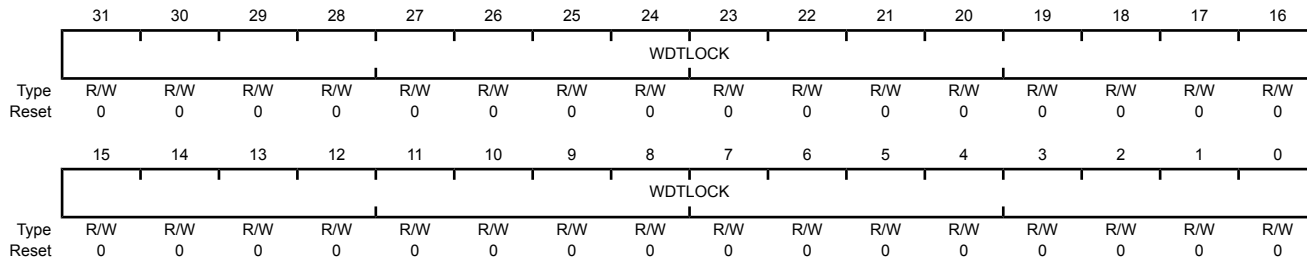 31 30 29 28 27 26 25 24 23 22 21 20 19 18 17 16
WDTLOCK
Type R/W R/W R/W R/W R/W R/W R/W R/W R/W R/W R/W R/W R/W R/W R/W R/W
Reset 0 0 0 0 0 0 0 0 0 0 0 0 0 0 0 0
15 14 13 12 11 10 9 8 7 6 5 4 3 2 1 0
WDTLOCK
Type R/W R/W R/W R/W R/W R/W R/W R/W R/W R/W R/W R/W R/W R/W R/W R/W
Reset 0 0 0 0 0 0 0 0 0 0 0 0 0 0 0 0